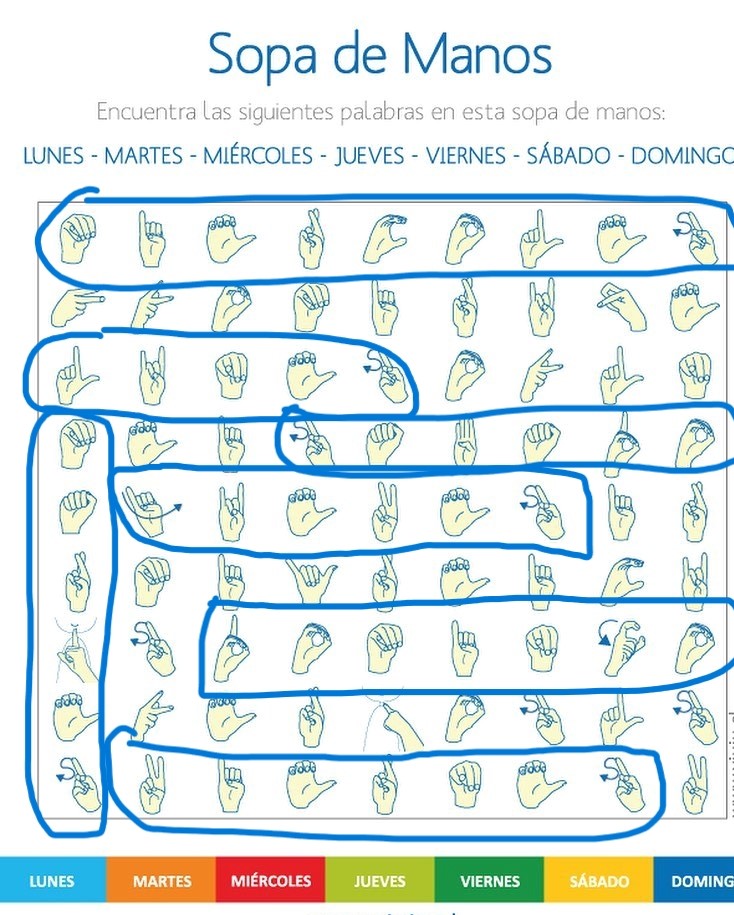 Sopa de Manos
Encuentra las siguientes palabras en esta sopa de manos:
LUNES - MARTES - MIÉRCOLES - JUEVES - VIERNES - SÁBADO - DOMINGO
LUNES MARTES MIÉRCOLES JUEVES VIERNES SÁBADO DOMING